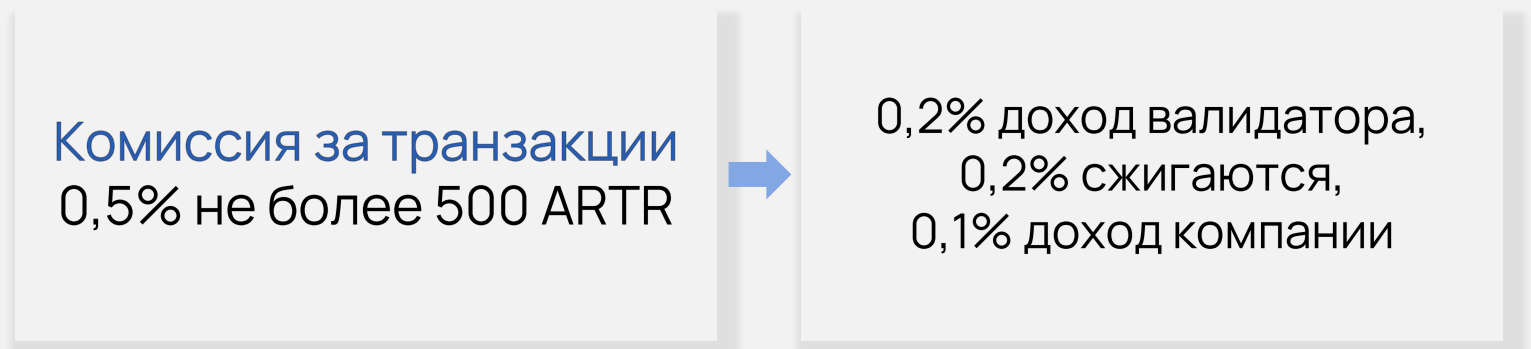 Комиссия за транзакции
0,5% не более 500 ARTR
0,2% доход валидатора,
0,2% сжигаются,
0,1% доход компании